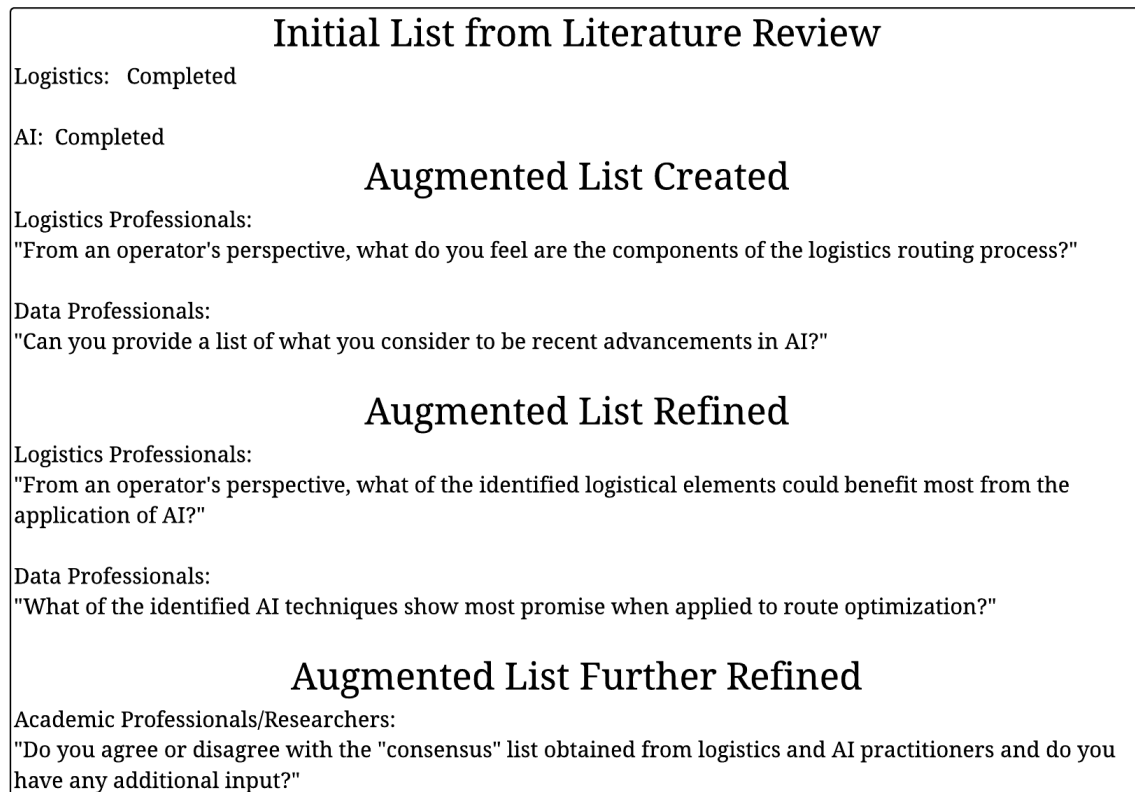 Initial List from Literature Review
Logistics:   Completed
AI:  Completed
Augmented List Created
Logistics Professionals:
"From an operator's perspective, what do you feel are the components of the logistics routing process?"
Data Professionals:
"Can you provide a list of what you consider to be recent advancements in AI?"
Augmented List Refined
Logistics Professionals:
"From an operator's perspective, what of the identified logistical elements could benefit most from the
application of AI?"
Data Professionals:
"What of the identified AI techniques show most promise when applied to route optimization?"
Augmented List Further Refined
Academic Professionals/Researchers:
"Do you agree or disagree with the "consensus" list obtained from logistics and AI practitioners and do you
have any additional input?"